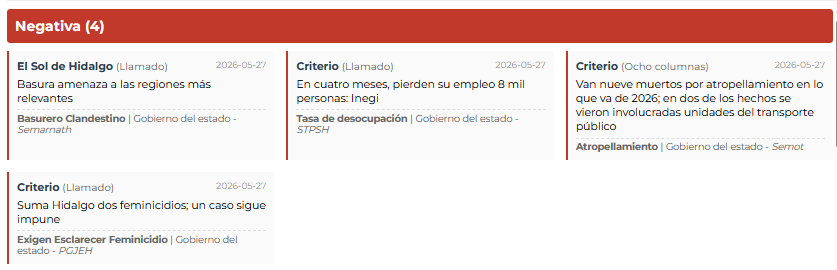 Negativa (4)
El Sol de Hidalgo (Llamado) 2026-05-27
Basura amenaza a las regiones más
relevantes
Basurero Clandestino | Gobierno del estado -
Semarnath
Criterio (Llamado) 2026-05-27
En cuatro meses, pierden su empleo 8 mil
personas: Inegi
Tasa de desocupación | Gobierno del estado -
STPSH
Criterio (Ocho columnas) 2026-05-27
Van nueve muertos por atropellamiento en lo
que va de 2026; en dos de los hechos se
vieron involucradas unidades del transporte
público
Atropellamiento | Gobierno del estado - Semot
Criterio (Llamado) 2026-05-27
Suma Hidalgo dos feminicidios; un caso sigue
impune
Exigen Esclarecer Feminicidio | Gobierno del
estado - PGJEH